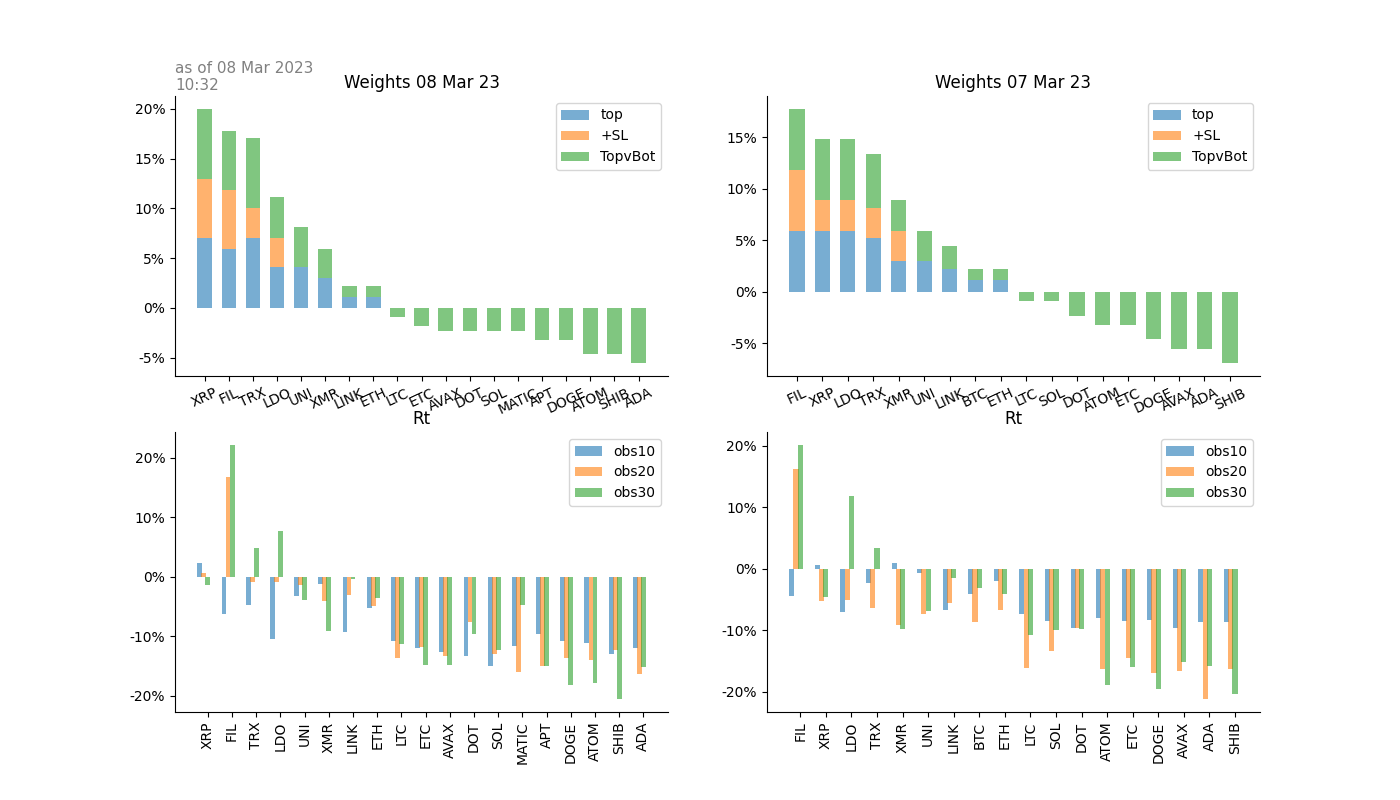 as of 08 Mar 2023
10:32
Weights 08 Mar 23
20%
15%
10%
5%
0%
-5%
top
+SL
TopvBot
XRP FIL TRX LDO UNI XMR LINK ETH LTC ETC AVAX DOT SOL MATIC APT DOGE ATOM SHIB ADA
Weights 07 Mar 23
15%
10%
5%
0%
-5%
top
+SL
TopvBot
FIL XRP LDO TRX XMR UNI LINK BTC ETH LTC SOL DOT ATOM ETC DOGE AVAX ADA SHIB
Rt
20%
10%
0%
-10%
-20%
obs10
obs20
obs30
XRP FIL TRX LDO UNI XMR LINK ETH LTC ETC AVAX DOT SOL MATIC APT DOGE ATOM SHIB ADA
Rt
20%
10%
0%
-10%
-20%
obs10
obs20
obs30
FIL XRP LDO TRX XMR UNI LINK BTC ETH LTC SOL DOT ATOM ETC DOGE AVAX ADA SHIB